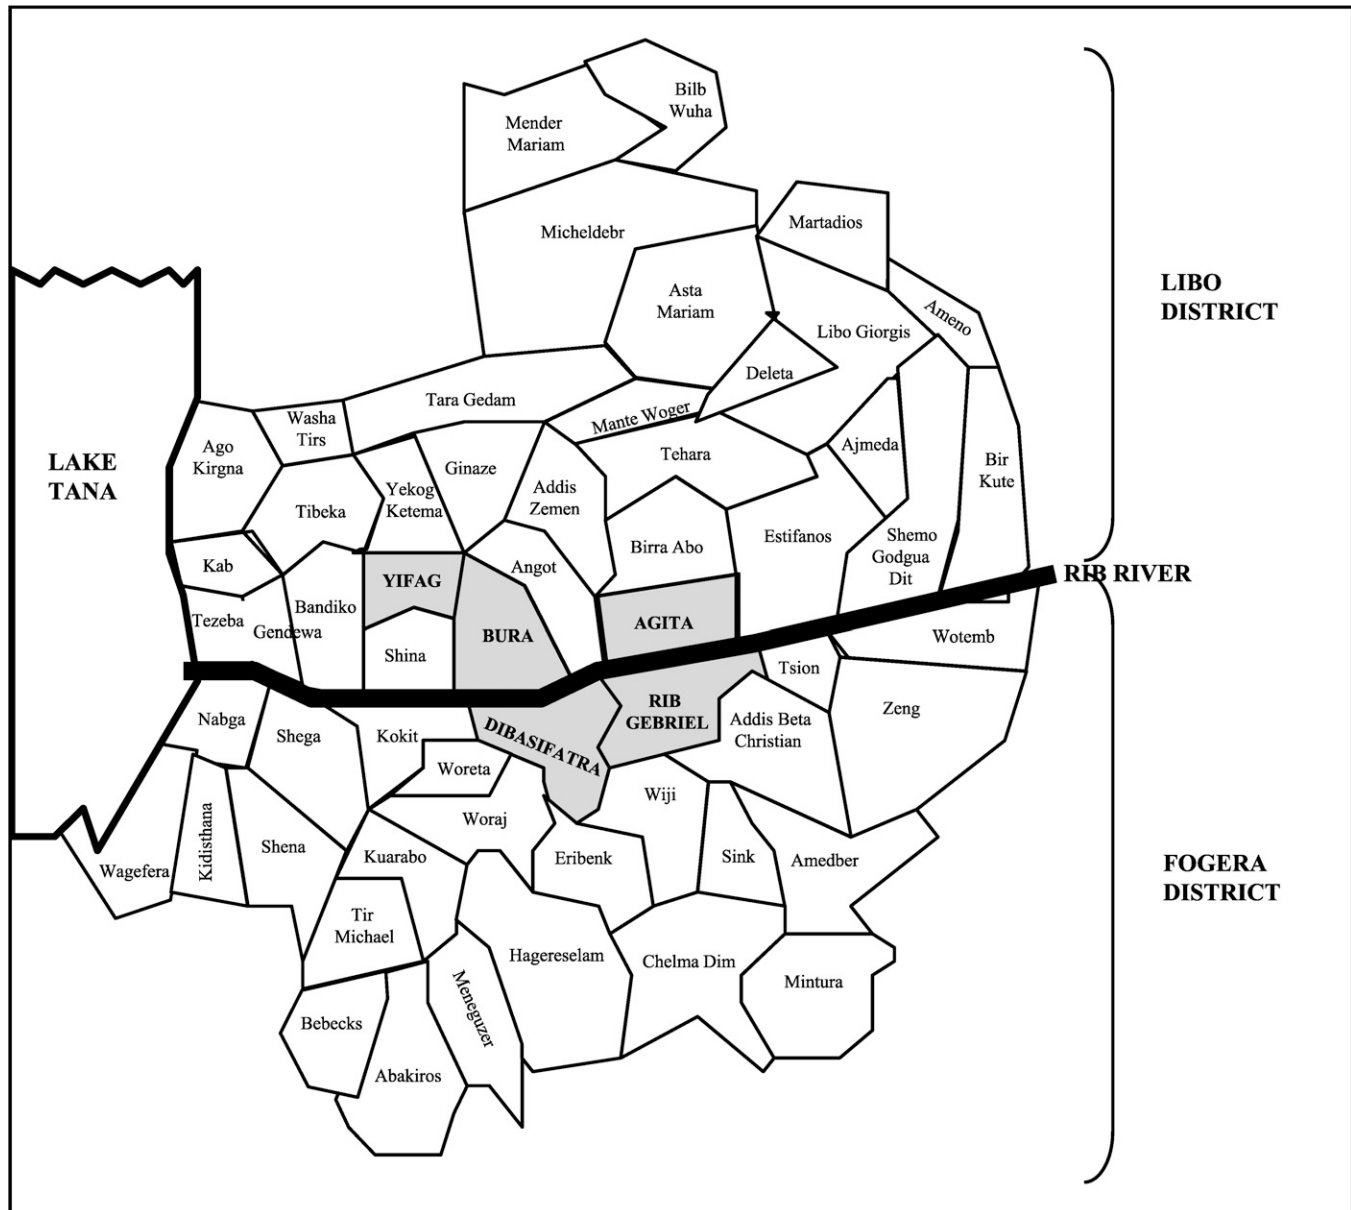 Bilb
Wuha
Mender
Mariam
Martadios
Micheldebr
LIBO
DISTRICT
Asta
Mariam
Ameno
Libo Giorgis
Deleta
Tara Gedam
Washa
Tirs
Mante Woger
Ago
Kirgna
LAKE
TANA
Ginaze
Tehara
Ajmeda
Bir
Kute
Yekog
Ketema
Addis
Zemen
Tibeka
Estifanos
Shemo
Godgua
Dit
Birra Abo
Kab
Angot
YIFAG
RIB RIVER
Bandiko
Tezeba
Gendewa
AGITA
BURA
Wotemb
Shina
Tsion
RIB
GEBRIEL
Zeng
Nabga
Shega
Kokit
DIBASIFATRA
Addis Beta
Christian
Woreta
Wiji
Woraj
Shena
Kuarabo
Eribenk
Sink
Amedber
FOGERA
DISTRICT
Wagefera
Kidisthana
Tir
Michael
Hagereselam
Chelma Dim
Mintura
Meneguzer
Bebecks
Abakiros